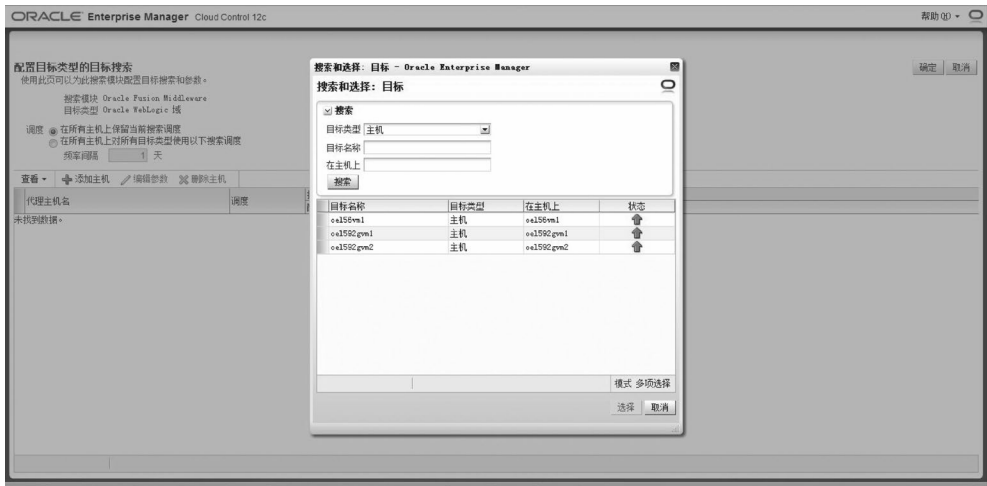 ORACLE Enterprise Manager Cloud Control 12c
帮助(H)
配置目标类型的目标搜索
使用此页可以为此搜索模块配置目标搜索和参数。
确定 取消
搜索模块 Oracle Fusion Middleware
目标类型 Oracle WebLogic 域
调度 在所有主机上保留当前搜索调度
在所有主机上对所有目标类型使用以下搜索调度
频率间隔 1 天
查看 添加主机 编辑参数 删除主机
代理主机名 调度
未找到数据。
搜索和选择: 目标 - Oracle Enterprise Manager
搜索和选择: 目标
搜索
目标类型 主机
目标名称
在主机上
搜索
目标名称 目标类型 在主机上 状态
oel56vm1 主机 oel56vm1
oel592gvm1 主机 oel592gvm1
oel592gvm2 主机 oel592gvm2
模式 多项选择
选择 取消